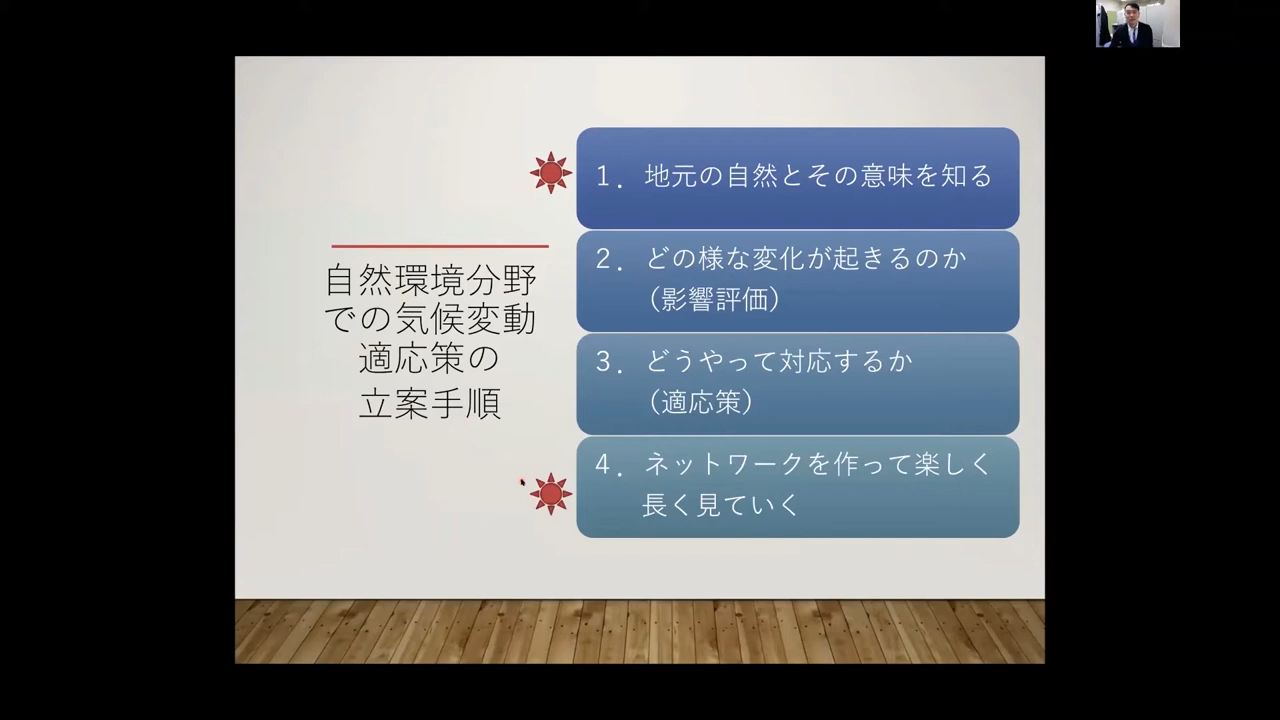 自然環境分野
での気候変動
適応策の
立案手順
１．地元の自然とその意味を知る
２．どの様な変化が起きるのか
（影響評価）
３．どうやって対応するか
（適応策）
４．ネットワークを作って楽しく
長く見ていく